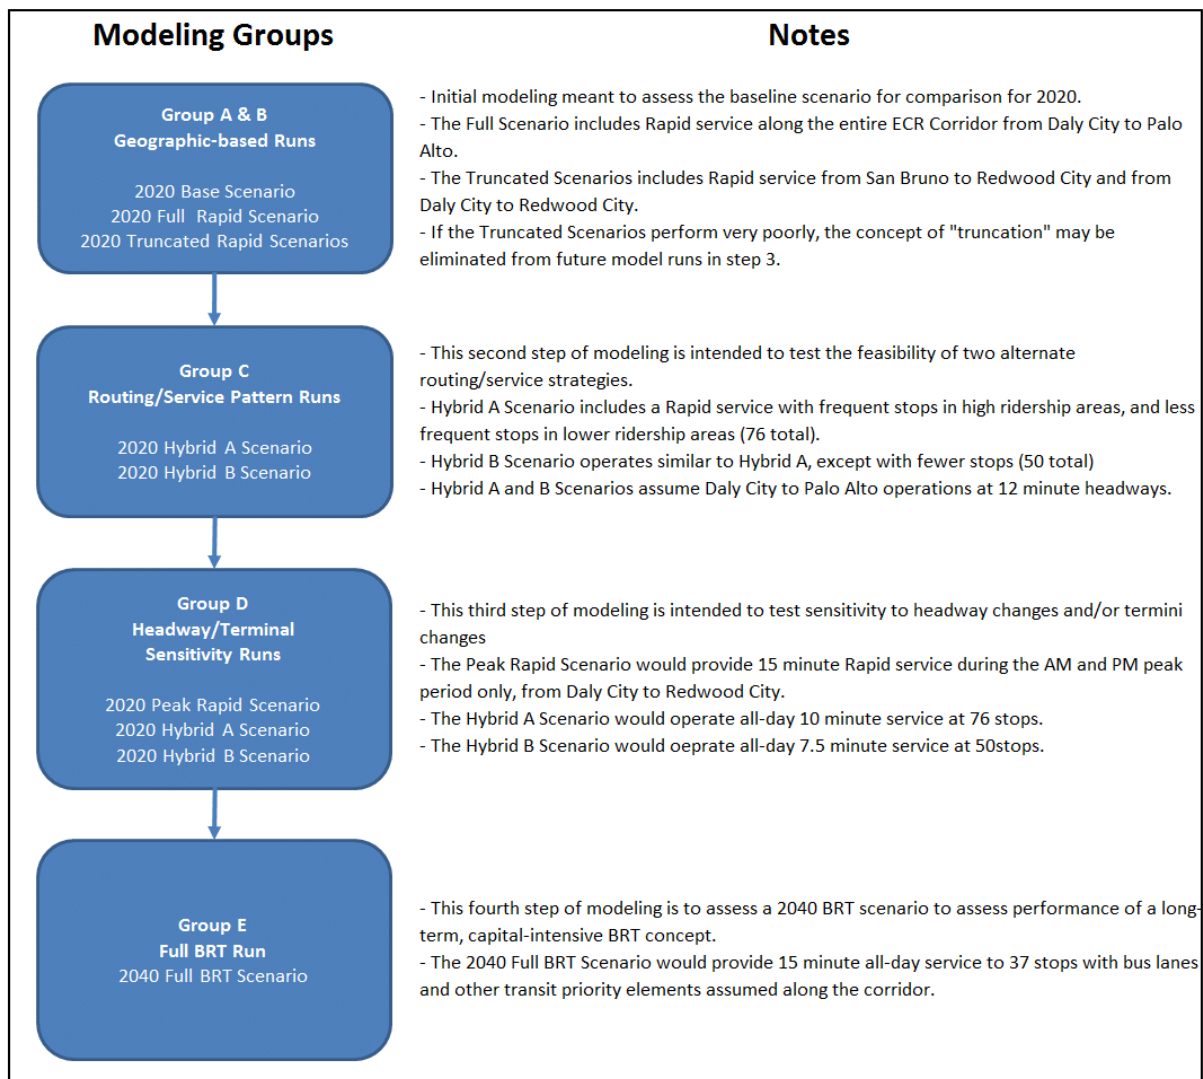 Modeling Groups
Notes
Group A & B
Geographic-based Runs
2020 Base Scenario
2020 Full Rapid Scenario
2020 Truncated Rapid Scenarios
- Initial modeling meant to assess the baseline scenario for comparison for 2020.
- The Full Scenario includes Rapid service along the entire ECR Corridor from Daly City to Palo
Alto.
- The Truncated Scenarios includes Rapid service from San Bruno to Redwood City and from
Daly City to Redwood City.
- If the Truncated Scenarios perform very poorly, the concept of "truncation" may be
eliminated from future model runs in step 3.
Group C
Routing/Service Pattern Runs
2020 Hybrid A Scenario
2020 Hybrid B Scenario
- This second step of modeling is intended to test the feasibility of two alternate
routing/service strategies.
- Hybrid A Scenario includes a Rapid service with frequent stops in high ridership areas, and less
frequent stops in lower ridership areas (76 total).
- Hybrid B Scenario operates similar to Hybrid A, except with fewer stops (50 total)
- Hybrid A and B Scenarios assume Daly City to Palo Alto operations at 12 minute headways.
Group D
Headway/Terminal
Sensitivity Runs
2020 Peak Rapid Scenario
2020 Hybrid A Scenario
2020 Hybrid B Scenario
- This third step of modeling is intended to test sensitivity to headway changes and/or termini
changes
- The Peak Rapid Scenario would provide 15 minute Rapid service during the AM and PM peak
period only, from Daly City to Redwood City.
- The Hybrid A Scenario would operate all-day 10 minute service at 76 stops.
- The Hybrid B Scenario would oeprate all-day 7.5 minute service at 50stops.
Group E
Full BRT Run
2040 Full BRT Scenario
- This fourth step of modeling is to assess a 2040 BRT scenario to assess performance of a long-
term, capital-intensive BRT concept.
- The 2040 Full BRT Scenario would provide 15 minute all-day service to 37 stops with bus lanes
and other transit priority elements assumed along the corridor.